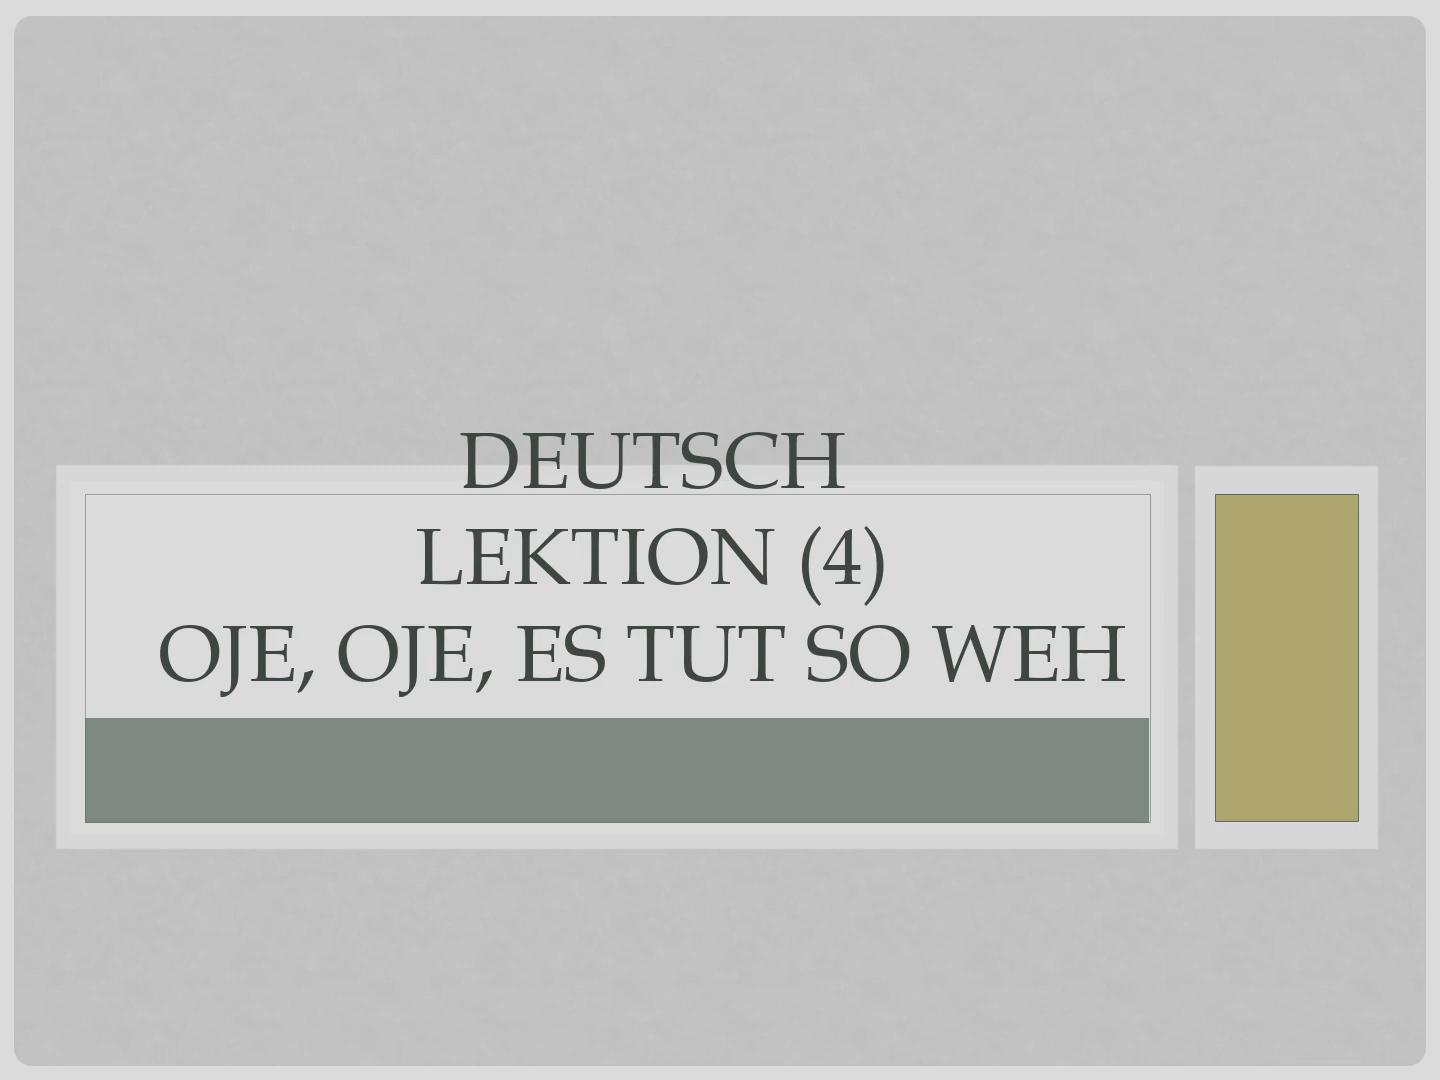 DEUTSCH
LEKTION (4)
OJE, OJE, ES TUT SO WEH